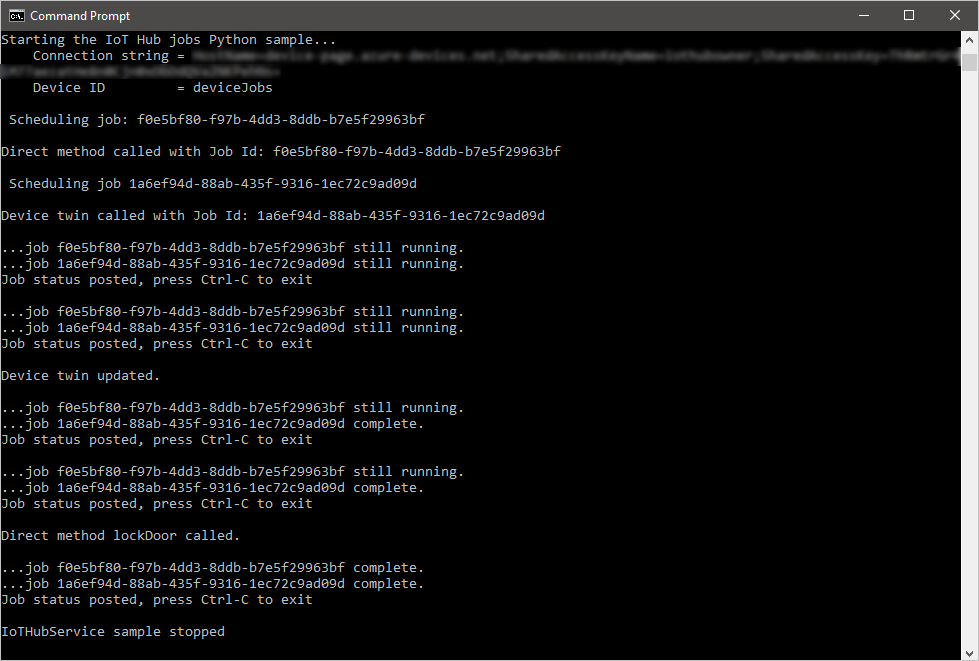 Command Prompt
Starting the IoT Hub jobs Python sample...
Connection string =
Device ID = deviceJobs
Scheduling job: f0e5bf80-f97b-4dd3-8ddb-b7e5f29963bf
Direct method called with Job Id: f0e5bf80-f97b-4dd3-8ddb-b7e5f29963bf
Scheduling job 1a6ef94d-88ab-435f-9316-1ec72c9ad09d
Device twin called with Job Id: 1a6ef94d-88ab-435f-9316-1ec72c9ad09d
...job f0e5bf80-f97b-4dd3-8ddb-b7e5f29963bf still running.
...job 1a6ef94d-88ab-435f-9316-1ec72c9ad09d still running.
Job status posted, press Ctrl-C to exit
...job f0e5bf80-f97b-4dd3-8ddb-b7e5f29963bf still running.
...job 1a6ef94d-88ab-435f-9316-1ec72c9ad09d still running.
Job status posted, press Ctrl-C to exit
Device twin updated.
...job f0e5bf80-f97b-4dd3-8ddb-b7e5f29963bf still running.
...job 1a6ef94d-88ab-435f-9316-1ec72c9ad09d complete.
Job status posted, press Ctrl-C to exit
...job f0e5bf80-f97b-4dd3-8ddb-b7e5f29963bf still running.
...job 1a6ef94d-88ab-435f-9316-1ec72c9ad09d complete.
Job status posted, press Ctrl-C to exit
Direct method lockDoor called.
...job f0e5bf80-f97b-4dd3-8ddb-b7e5f29963bf complete.
...job 1a6ef94d-88ab-435f-9316-1ec72c9ad09d complete.
Job status posted, press Ctrl-C to exit
IoTHubService sample stopped